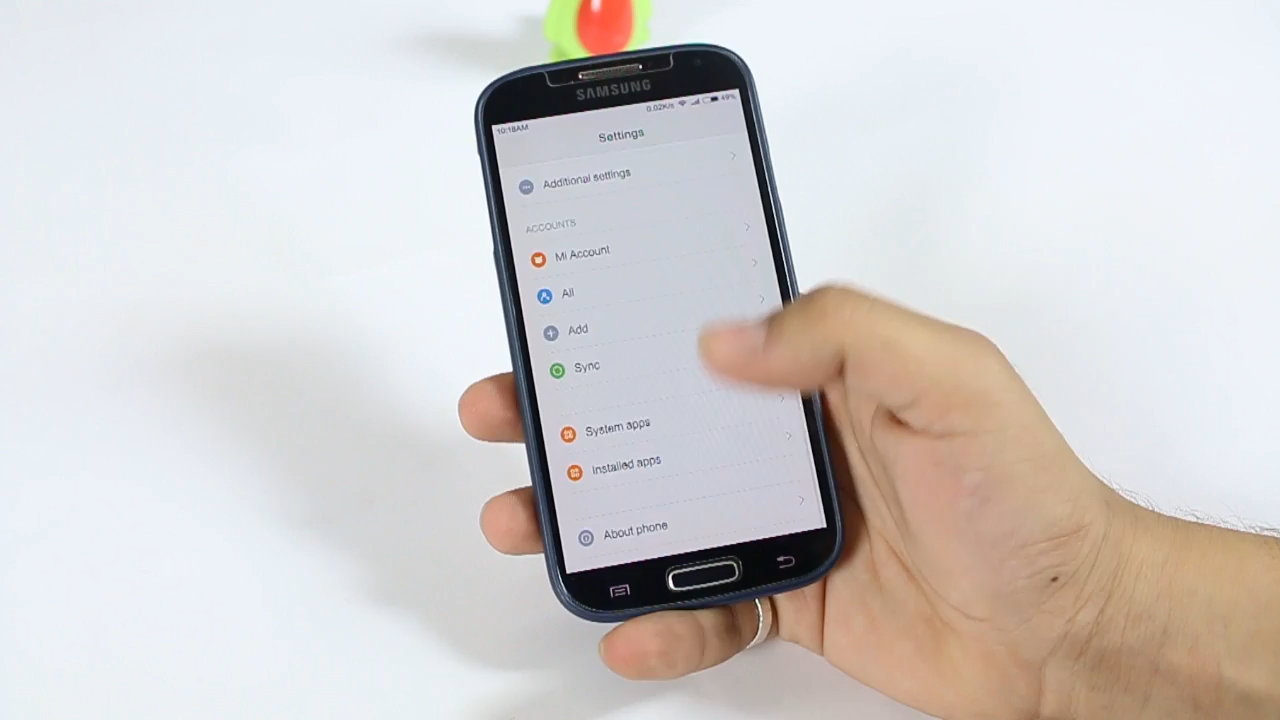 SAMSUNG
10:18AM 0.02K/s 49%
Settings
Additional settings
ACCOUNTS
Mi Account
All
Add
Sync
System apps
Installed apps
About phone